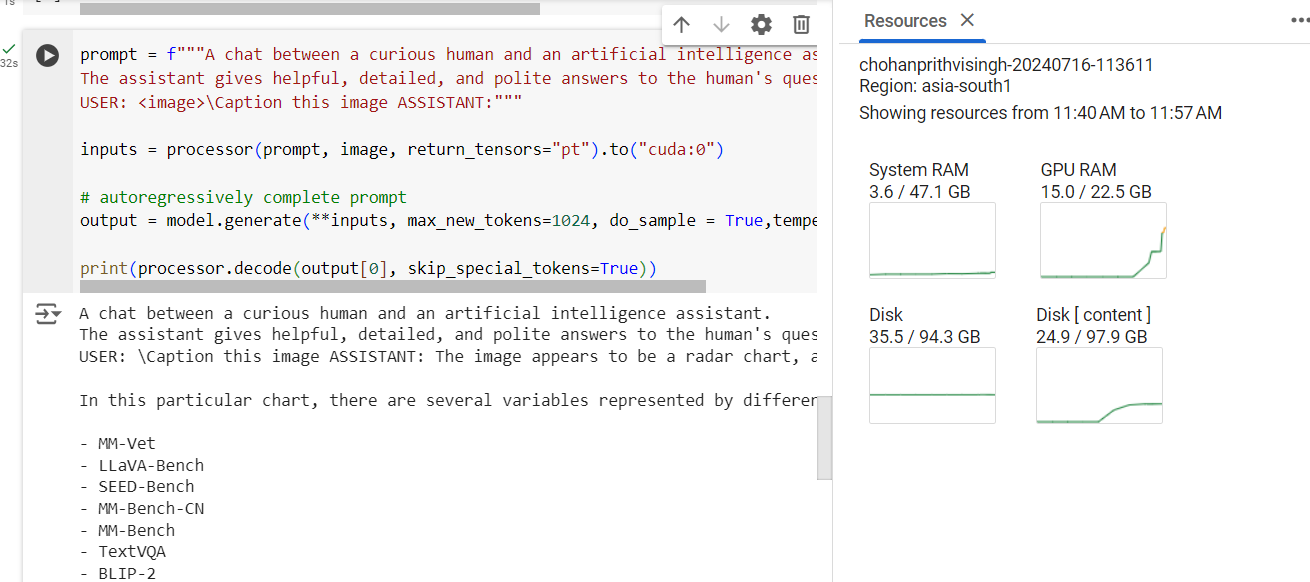 32s
prompt = f"""A chat between a curious human and an artificial intelligence as
The assistant gives helpful, detailed, and polite answers to the human's ques
USER: <image>\Caption this image ASSISTANT:"""
inputs = processor(prompt, image, return_tensors="pt").to("cuda:0")
# autoregressively complete prompt
output = model.generate(**inputs, max_new_tokens=1024, do_sample = True,tempe
print(processor.decode(output[0], skip_special_tokens=True))
A chat between a curious human and an artificial intelligence assistant.
The assistant gives helpful, detailed, and polite answers to the human's ques
USER: \Caption this image ASSISTANT: The image appears to be a radar chart, a
In this particular chart, there are several variables represented by differen
- MM-Vet
- LLaVA-Bench
- SEED-Bench
- MM-Bench-CN
- MM-Bench
- TextVQA
- BLIP-2
Resources
chohanprithvisingh-20240716-113611
Region: asia-south1
Showing resources from 11:40 AM to 11:57 AM
System RAM
3.6 / 47.1 GB
GPU RAM
15.0 / 22.5 GB
Disk
35.5 / 94.3 GB
Disk [ content ]
24.9 / 97.9 GB